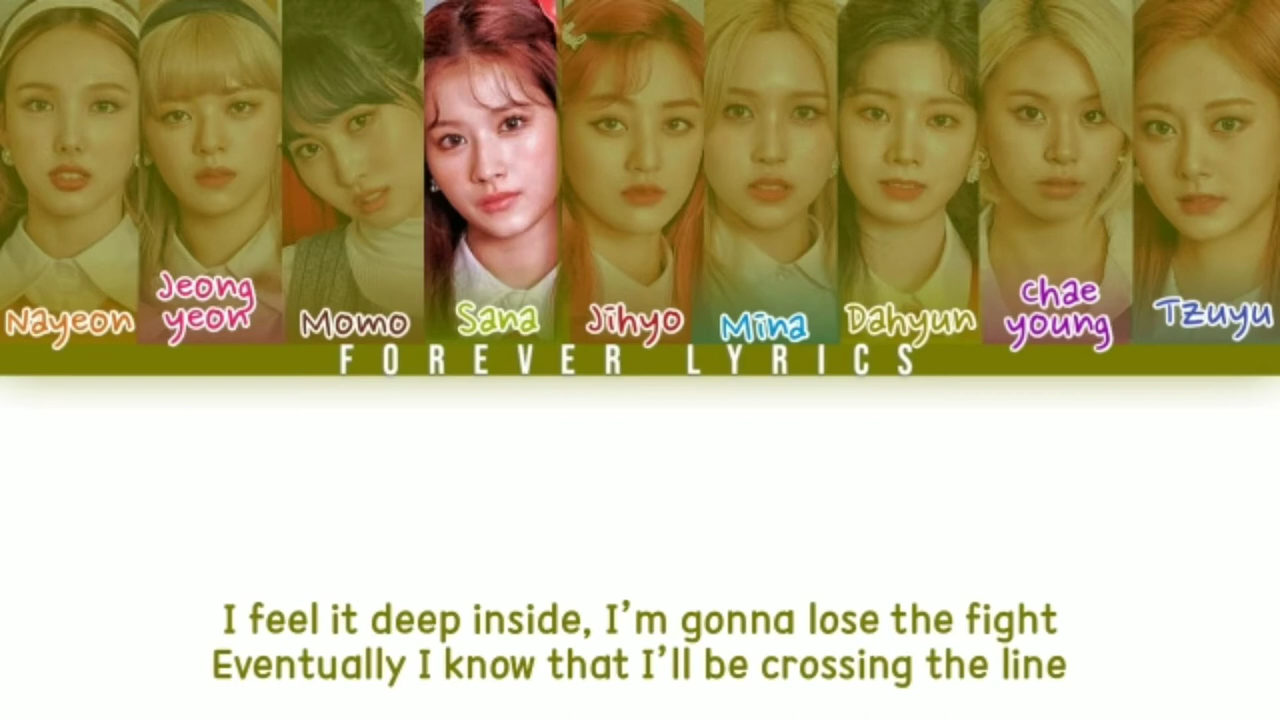 Nayeon
Jeong
yeon
Momo
Sana
Jihyo
Mina
Dahyun
Chae
young
Tzuyu
FOREVER LYRICS
I feel it deep inside, I'm gonna lose the fight
Eventually I know that I'll be crossing the line